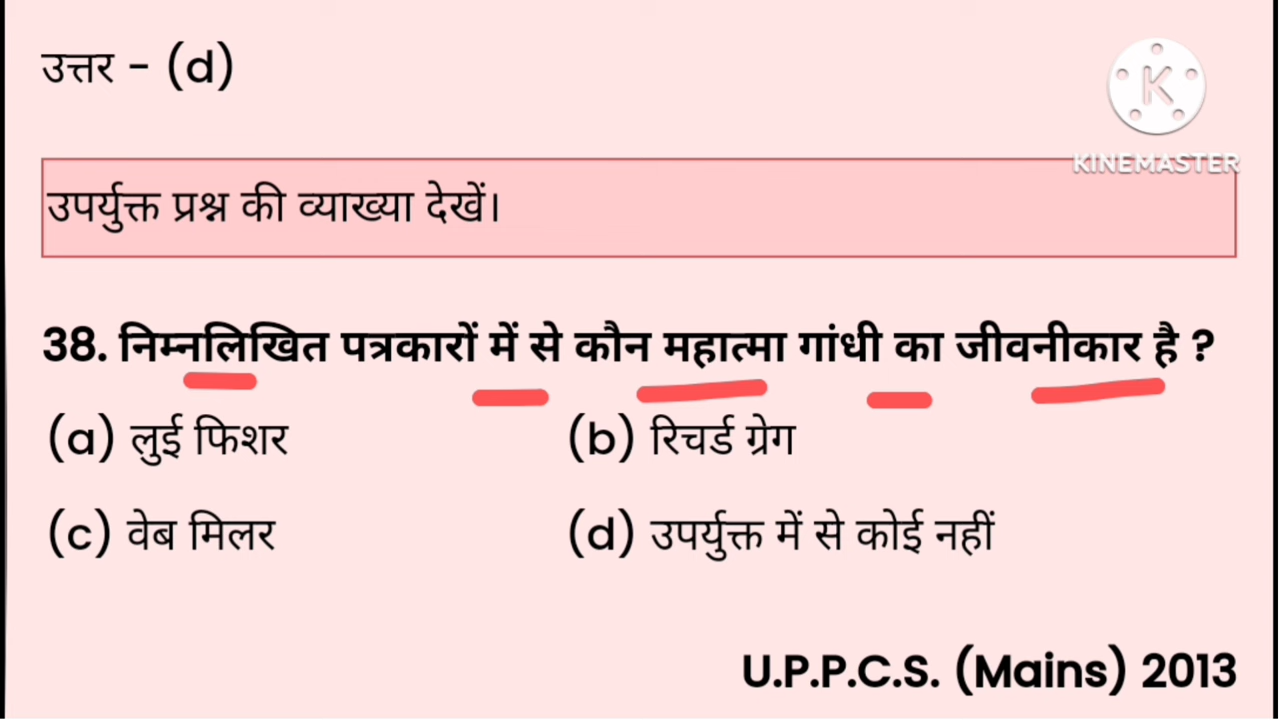 उत्तर - (d)
KINEMASTER
उपर्युक्त प्रश्न की व्याख्या देखें।
38. निम्नलिखित पत्रकारों में से कौन महात्मा गांधी का जीवनीकार है ?
(a) लुई फिशर (b) रिचर्ड ग्रेग
(c) वेब मिलर (d) उपर्युक्त में से कोई नहीं
U.P.P.C.S. (Mains) 2013